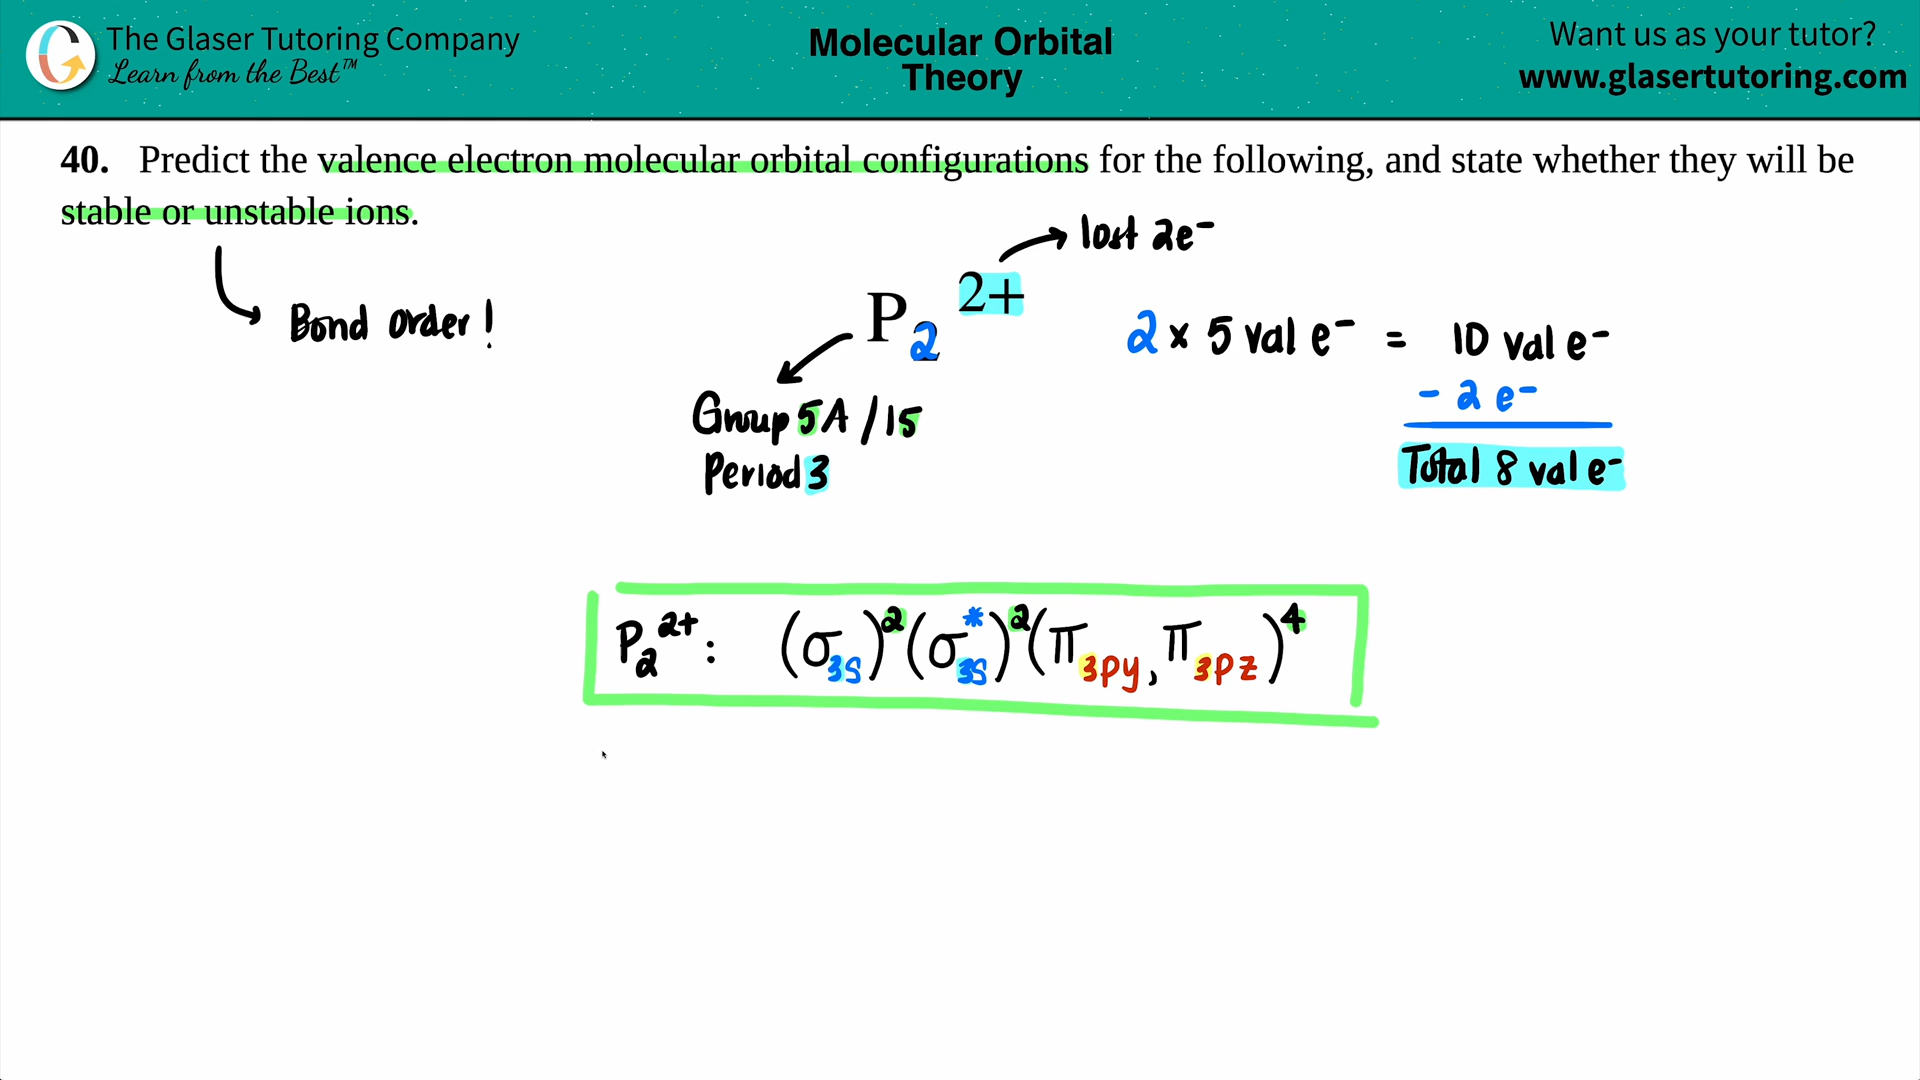 The Glaser Tutoring Company
Learn from the Best™
Molecular Orbital
Theory
Want us as your tutor?
www.glasertutoring.com
40. Predict the valence electron molecular orbital configurations for the following, and state whether they will be
stable or unstable ions.
lost 2e⁻
P₂ ²⁺
Bond order!
2 × 5 val e⁻ = 10 val e⁻
- 2 e⁻
Group 5A / 15
Period 3
Total 8 val e⁻
P₂²⁺: (σ₃ₛ)²(σ₃ₛ*)²(π3py, π3pz)⁴